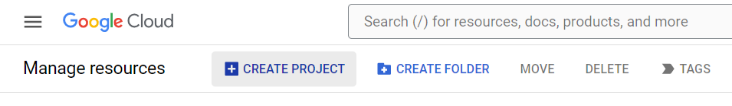 Google Cloud
Search (/) for resources, docs, products, and more
Manage resources
CREATE PROJECT
CREATE FOLDER
MOVE
DELETE
TAGS